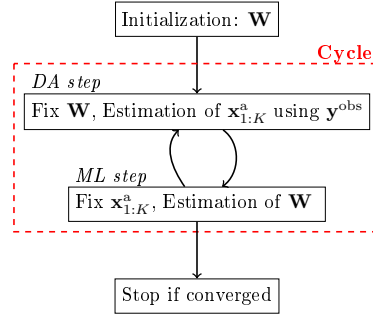 Initialization: W
Cycle
DA step
Fix W, Estimation of x^a_{1:K} using y^obs
ML step
Fix x^a_{1:K}, Estimation of W
Stop if converged